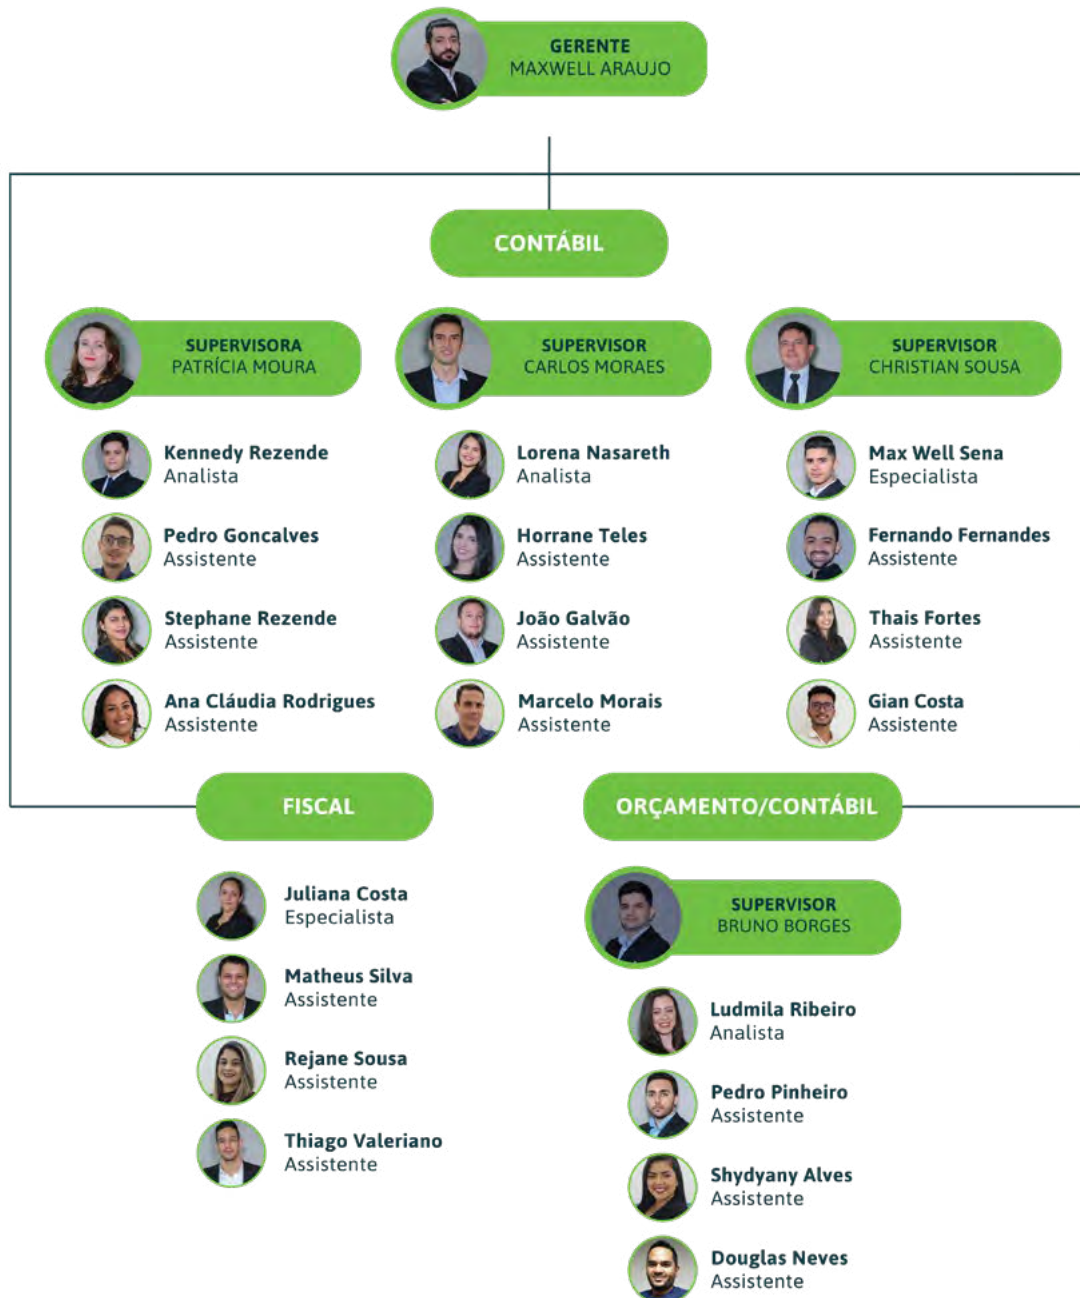 GERENTE
MAXWELL ARAUJO
CONTÁBIL
SUPERVISORA
PATRÍCIA MOURA
Kennedy Rezende
Analista
Pedro Goncalves
Assistente
Stephane Rezende
Assistente
Ana Cláudia Rodrigues
Assistente
SUPERVISOR
CARLOS MORAES
Lorena Nasareth
Analista
Horrane Teles
Assistente
João Galvão
Assistente
Marcelo Morais
Assistente
SUPERVISOR
CHRISTIAN SOUSA
Max Well Sena
Especialista
Fernando Fernandes
Assistente
Thais Fortes
Assistente
Gian Costa
Assistente
FISCAL
Juliana Costa
Especialista
Matheus Silva
Assistente
Rejane Sousa
Assistente
Thiago Valeriano
Assistente
ORÇAMENTO/CONTÁBIL
SUPERVISOR
BRUNO BORGES
Ludmila Ribeiro
Analista
Pedro Pinheiro
Assistente
Shydyany Alves
Assistente
Douglas Neves
Assistente